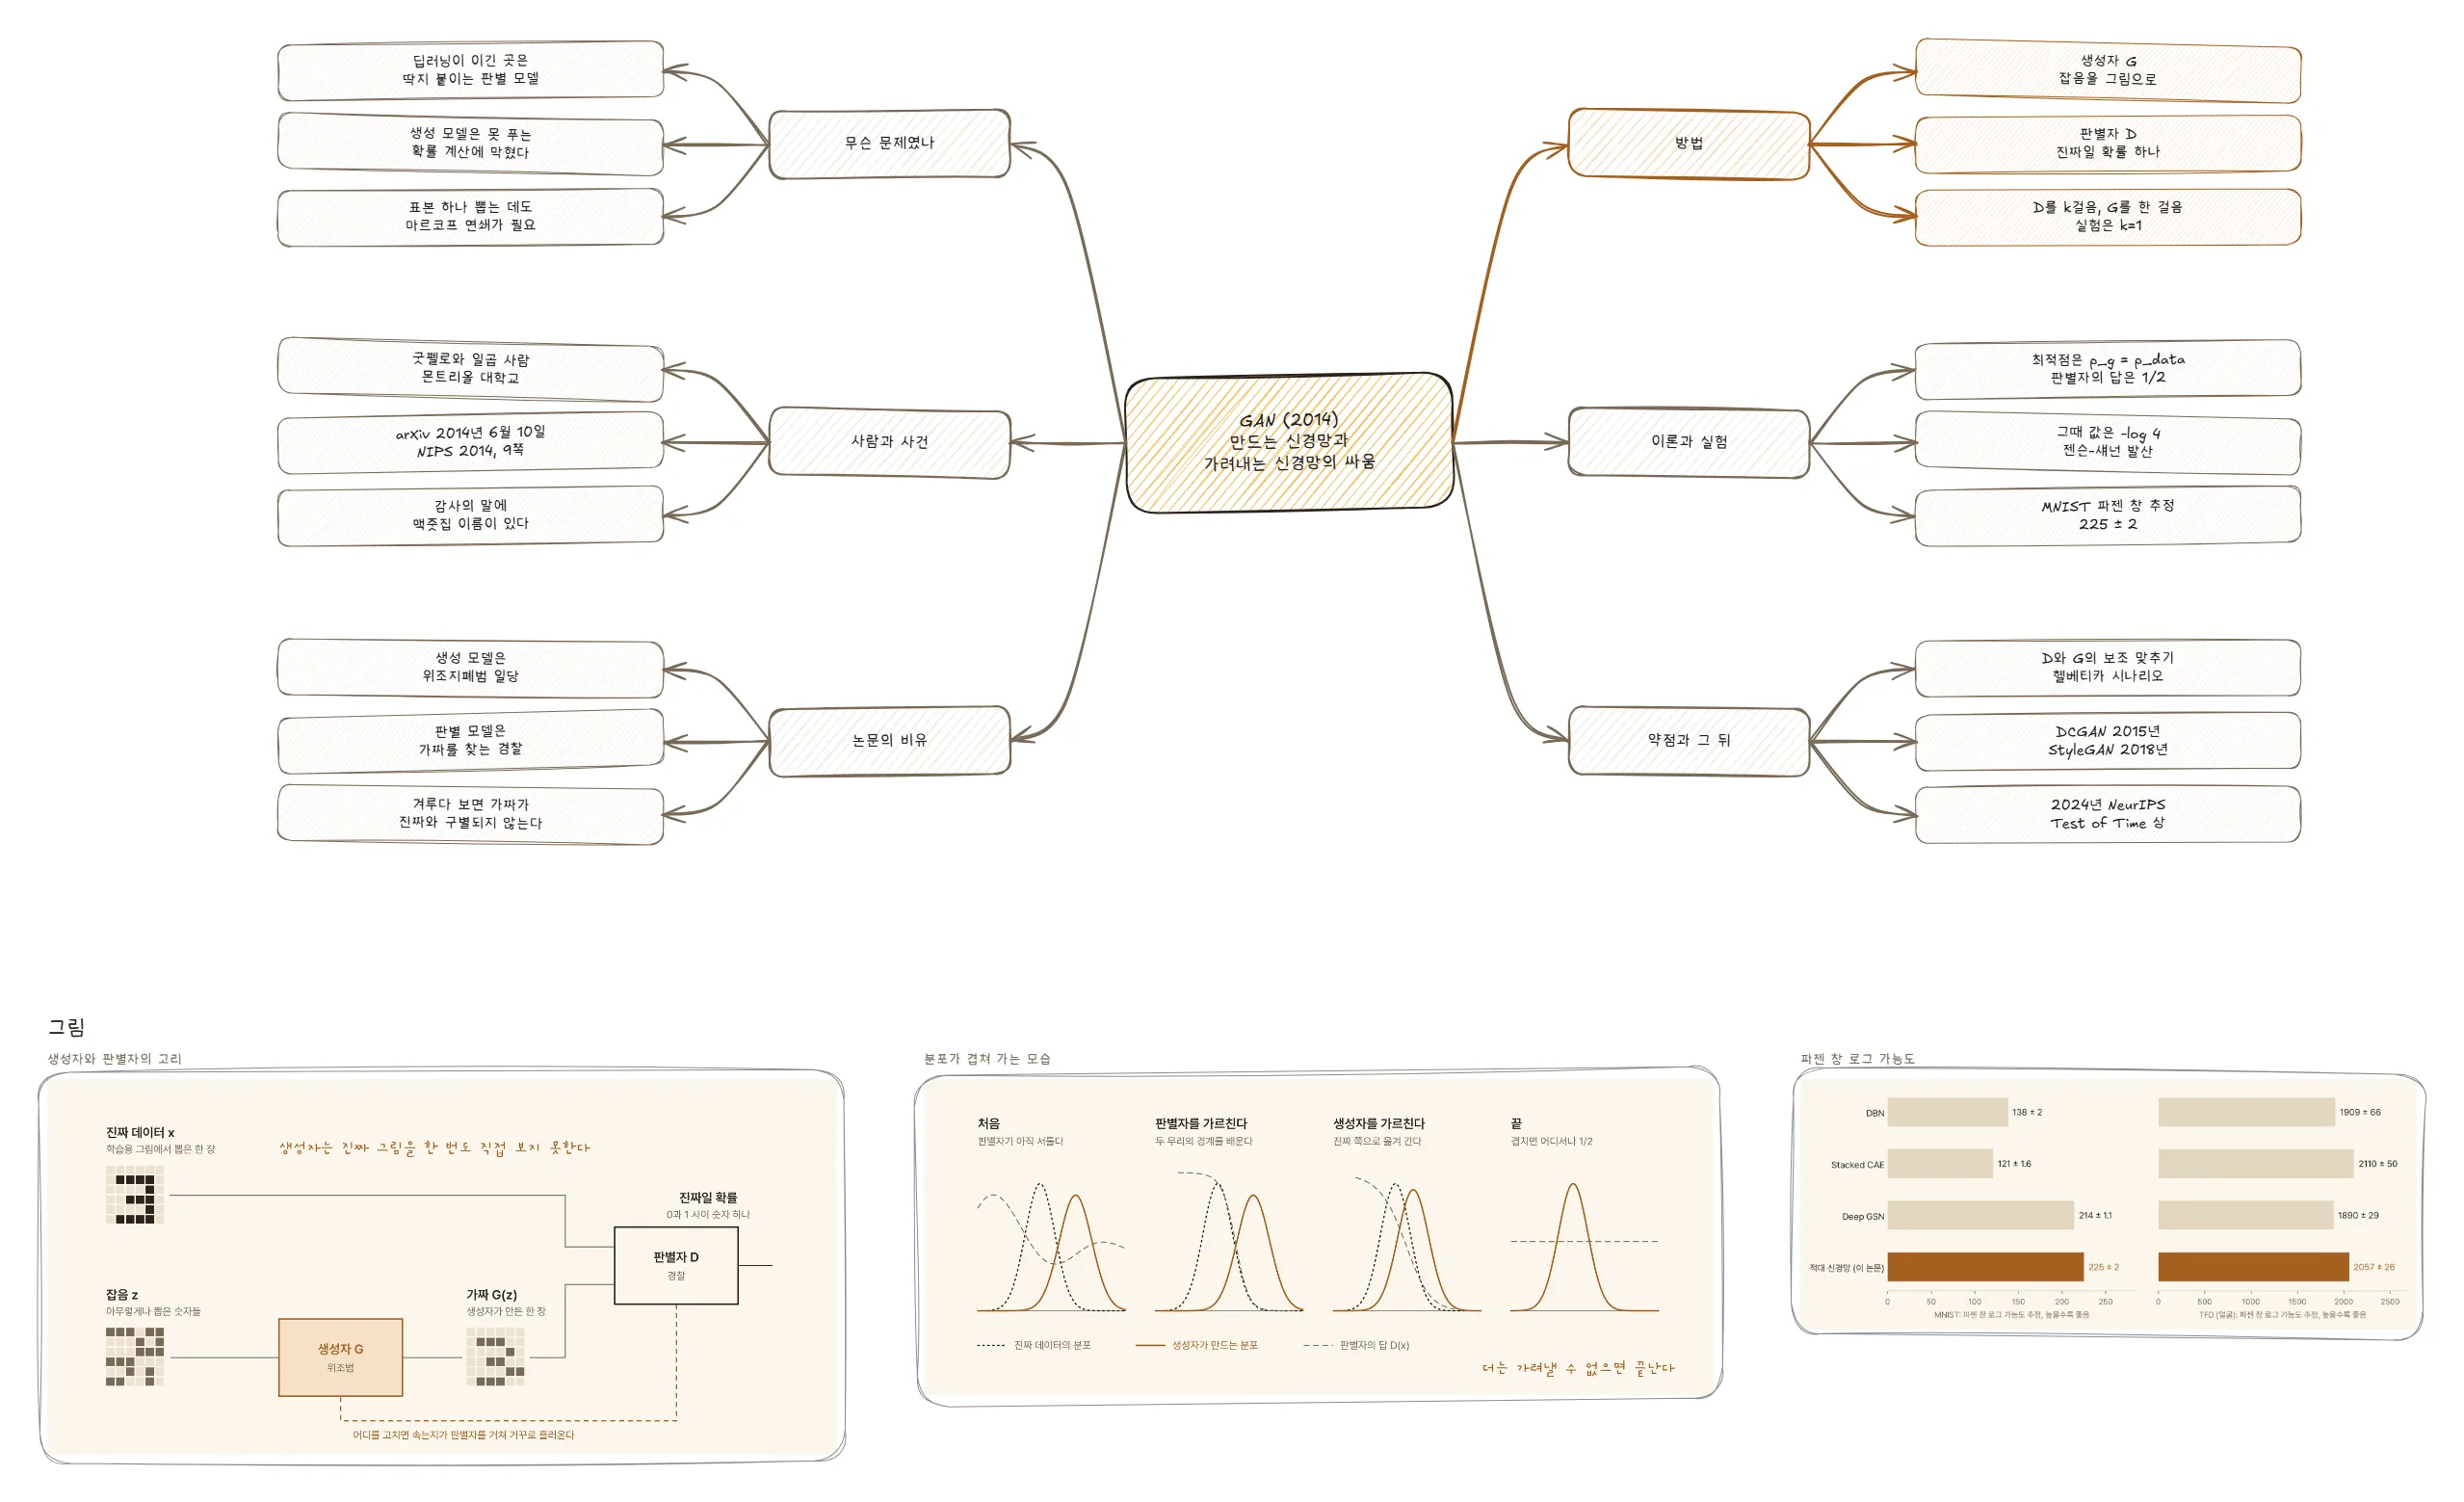 딥러닝이 이긴 곳은
딱지 붙이는 판별 모델
생성 모델은 못 푸는
확률 계산에 막혔다
표본 하나 뽑는 데도
마르코프 연쇄가 필요
무슨 문제였나
굿펠로와 일곱 사람
몬트리올 대학교
arXiv 2014년 6월 10일
NIPS 2014, 9쪽
감사의 말에
맥줏집 이름이 있다
사람과 사건
생성 모델은
위조지폐범 일당
판별 모델은
가짜를 찾는 경찰
겨루다 보면 가짜가
진짜와 구별되지 않는다
논문의 비유
GAN (2014)
만드는 신경망과
가려내는 신경망의 싸움
방법
생성자 G
잡음을 그림으로
판별자 D
진짜일 확률 하나
D를 k걸음, G를 한 걸음
실험은 k=1
이론과 실험
최적점은 p_g = p_data
판별자의 답은 1/2
그때 값은 -log 4
젠슨-섀넌 발산
MNIST 파젠 창 추정
225 ± 2
약점과 그 뒤
D와 G의 보조 맞추기
헬베티카 시나리오
DCGAN 2015년
StyleGAN 2018년
2024년 NeurIPS
Test of Time 상
그림
생성자와 판별자의 고리
진짜 데이터 x
학습용 그림에서 뽑은 한 장
생성자는 진짜 그림을 한 번도 직접 보지 못한다
진짜일 확률
0과 1 사이 숫자 하나
판별자 D
경찰
잡음 z
아무렇게나 뽑은 숫자들
생성자 G
위조범
가짜 G(z)
생성자가 만든 한 장
어디를 고치면 속는지가 판별자를 거쳐 거꾸로 흘러온다
분포가 겹쳐 가는 모습
처음
판별자가 아직 서툴다
판별자를 가르친다
두 무리의 경계를 배운다
생성자를 가르친다
진짜 쪽으로 옮겨 간다
끝
겹치면 어디서나 1/2
진짜 데이터의 분포
생성자가 만드는 분포
판별자의 답 D(x)
더는 가려낼 수 없으면 끝난다
파젠 창 로그 가능도
DBN
138 ± 2
1909 ± 66
Stacked CAE
121 ± 1.6
2110 ± 50
Deep GSN
214 ± 1.1
1890 ± 29
적대 신경망 (이 논문)
225 ± 2
2057 ± 26
0 50 100 150 200 250
0 500 1000 1500 2000 2500
MNIST: 파젠 창 로그 가능도 추정, 높을수록 좋음
TFD (얼굴): 파젠 창 로그 가능도 추정, 높을수록 좋음